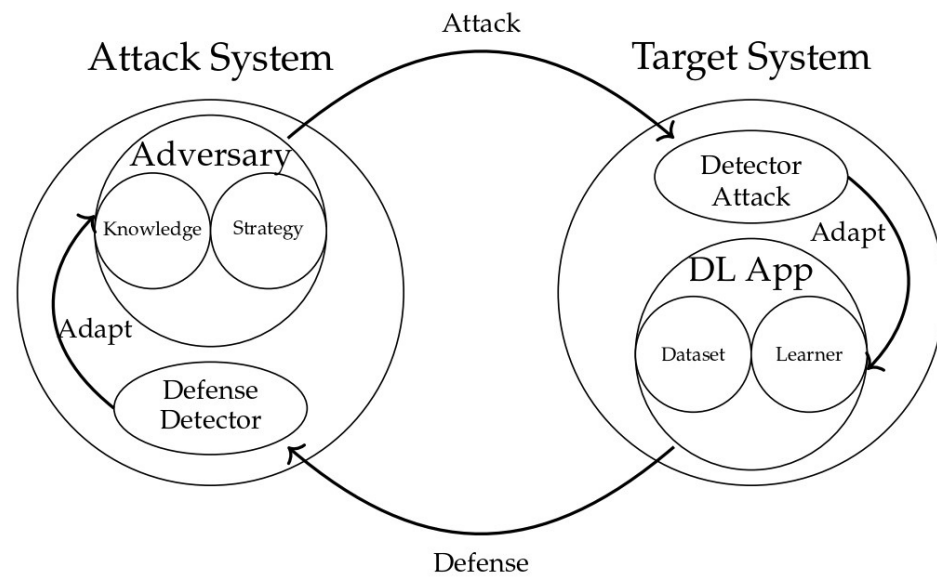 Attack
Attack System
Target System
Adversary
Knowledge
Strategy
Adapt
Defense
Detector
Detector
Attack
Adapt
DL App
Dataset
Learner
Defense